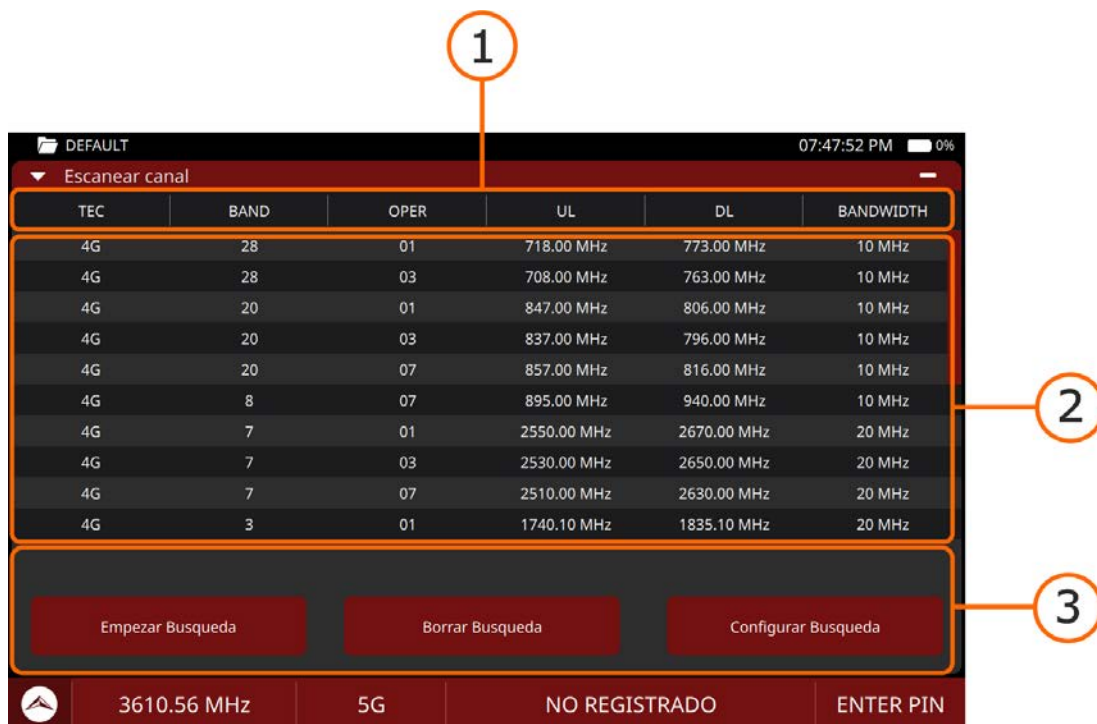 1
DEFAULT 07:47:52 PM 0%
Escanear canal
TEC BAND OPER UL DL BANDWIDTH
4G 28 01 718.00 MHz 773.00 MHz 10 MHz
4G 28 03 708.00 MHz 763.00 MHz 10 MHz
4G 20 01 847.00 MHz 806.00 MHz 10 MHz
4G 20 03 837.00 MHz 796.00 MHz 10 MHz
4G 20 07 857.00 MHz 816.00 MHz 10 MHz
4G 8 07 895.00 MHz 940.00 MHz 10 MHz
4G 7 01 2550.00 MHz 2670.00 MHz 20 MHz
4G 7 03 2530.00 MHz 2650.00 MHz 20 MHz
4G 7 07 2510.00 MHz 2630.00 MHz 20 MHz
4G 3 01 1740.10 MHz 1835.10 MHz 20 MHz
2
Empezar Busqueda Borrar Busqueda Configurar Busqueda
3
3610.56 MHz 5G NO REGISTRADO ENTER PIN